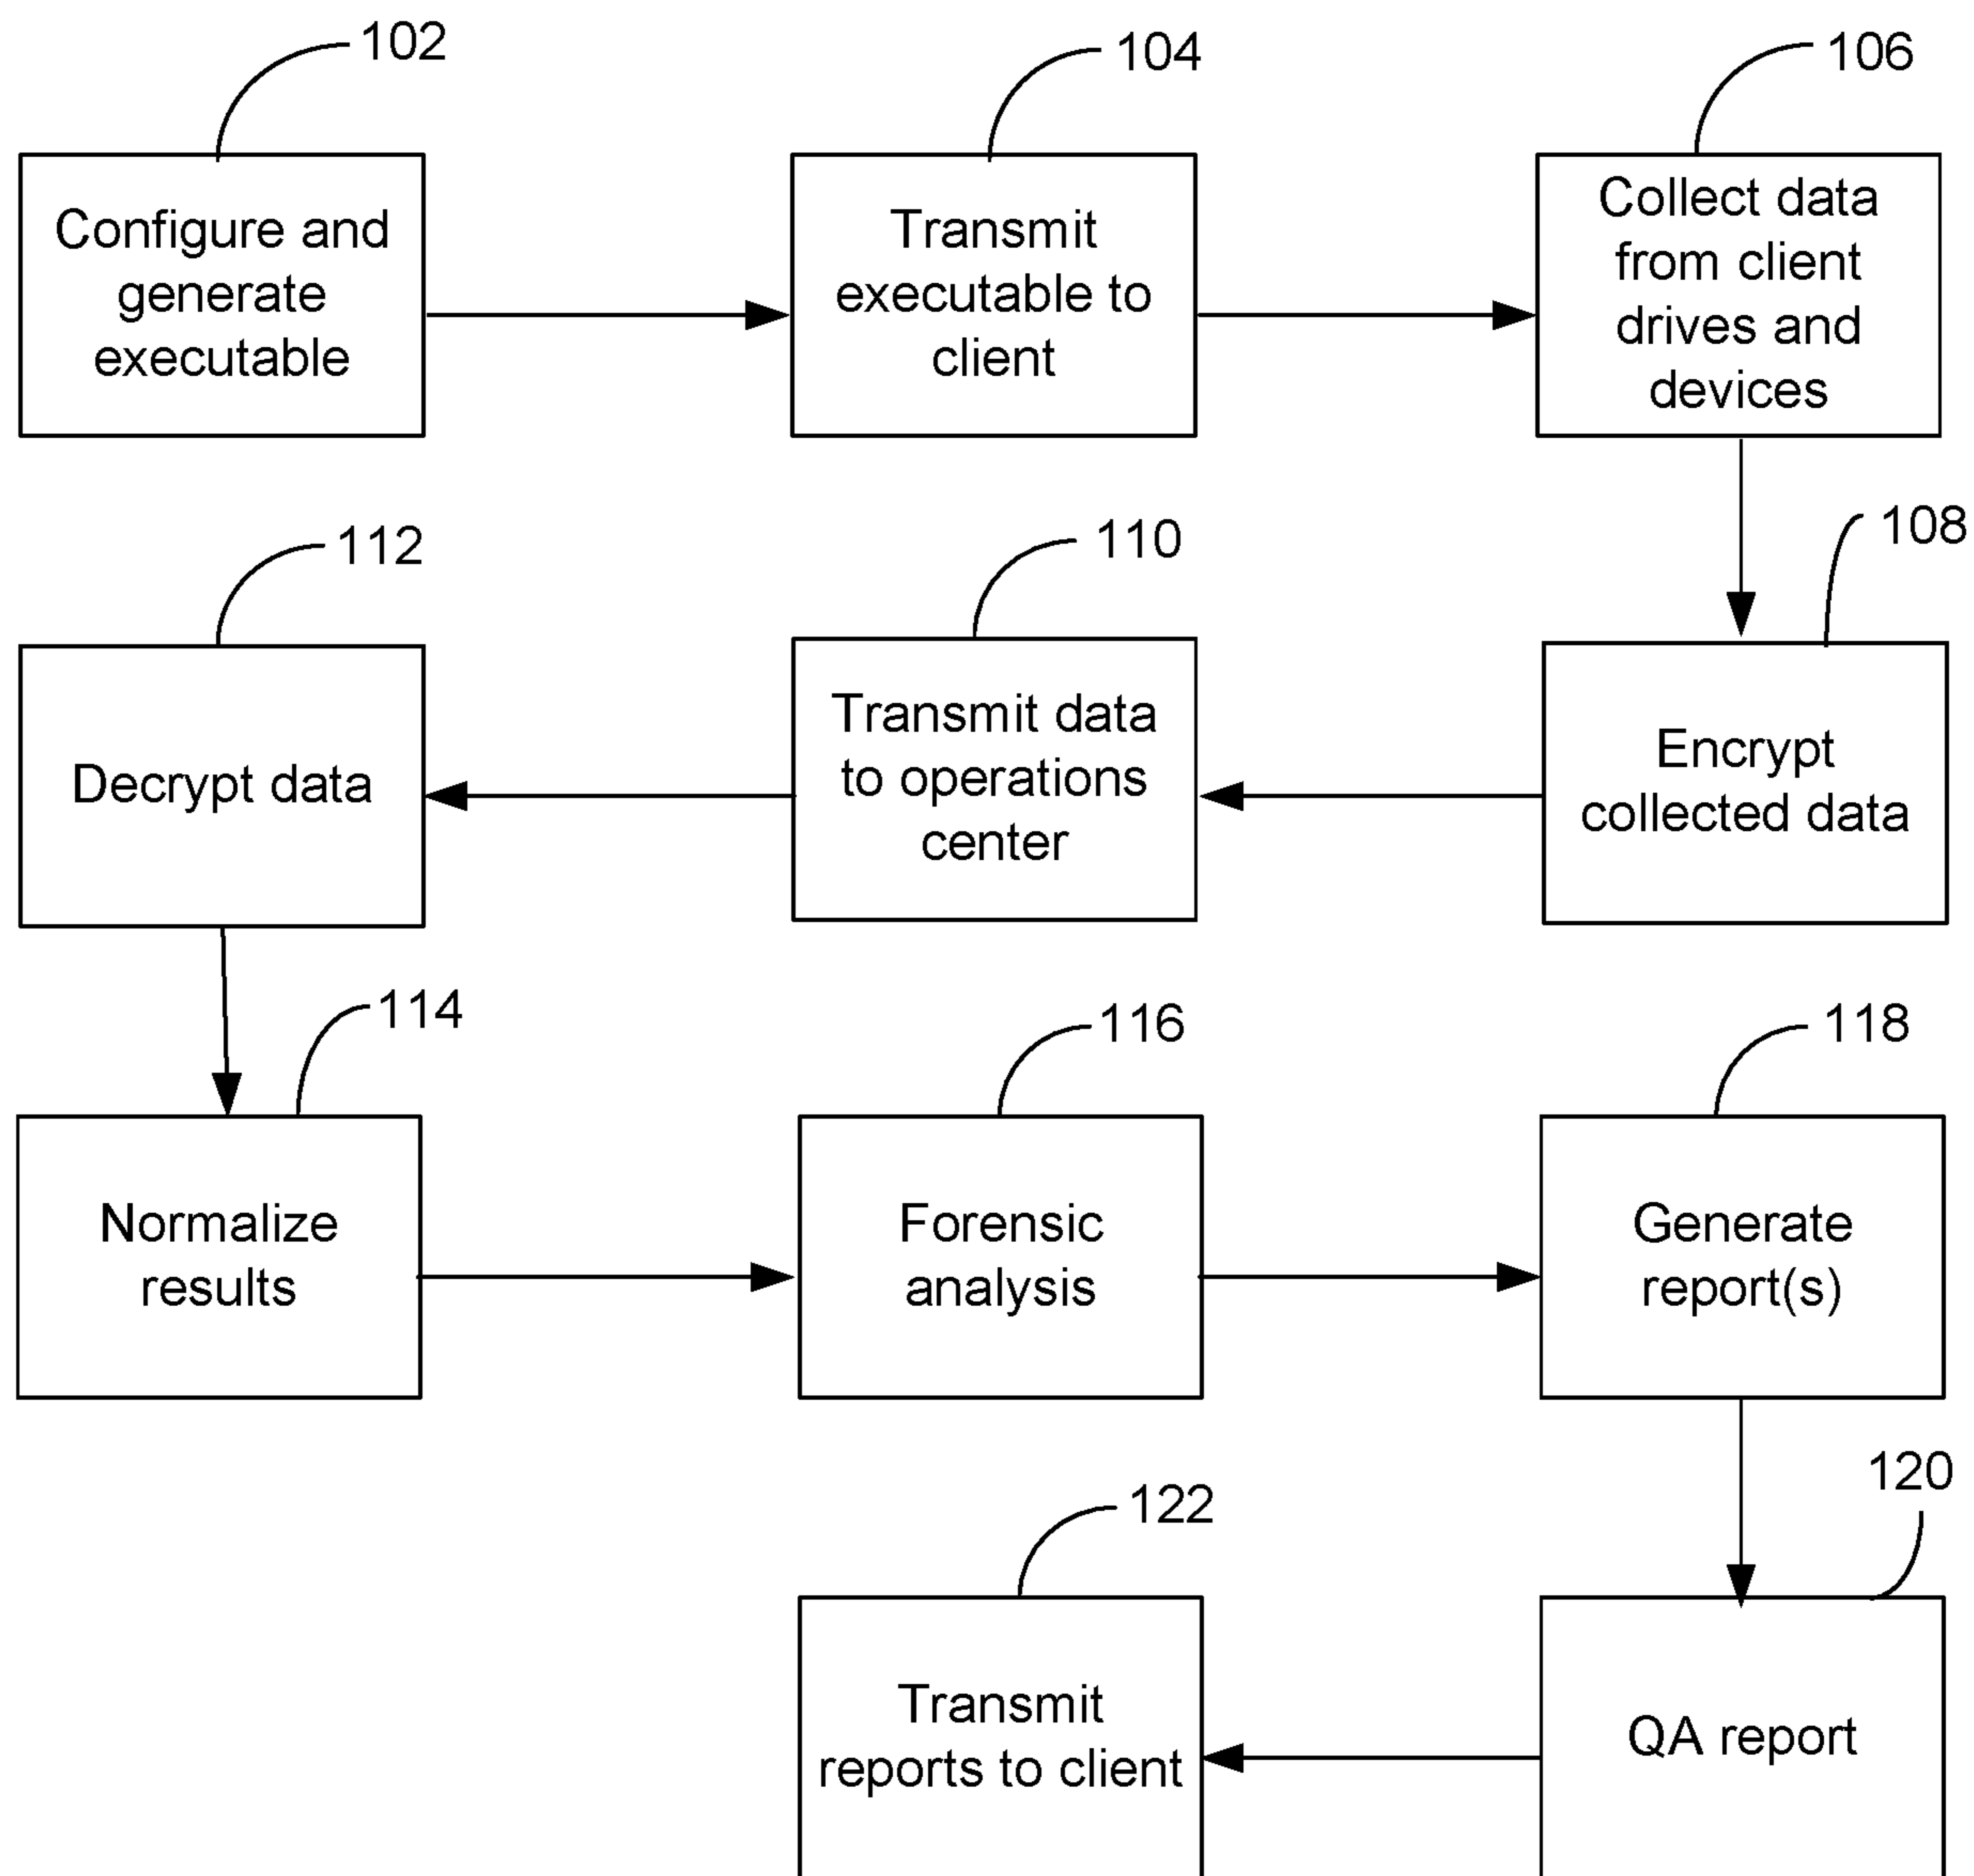 102
Configure and
generate
executable
104
Transmit
executable to
client
106
Collect data
from client
drives and
devices
108
Encrypt
collected data
110
Transmit data
to operations
center
112
Decrypt data
114
Normalize
results
116
Forensic
analysis
118
Generate
report(s)
120
QA report
122
Transmit
reports to client